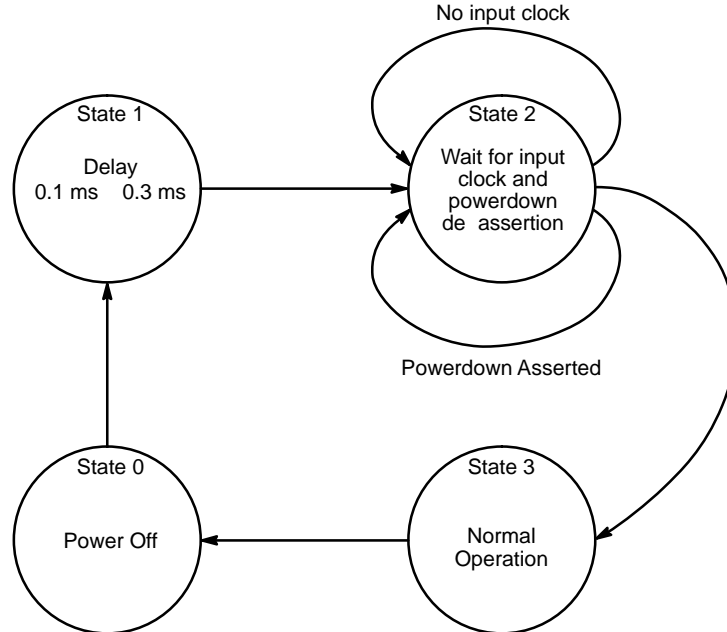 No input clock
State 1
Delay
0.1 ms 0.3 ms
State 2
Wait for input
clock and
powerdown
de assertion
Powerdown Asserted
State 0
Power Off
State 3
Normal
Operation